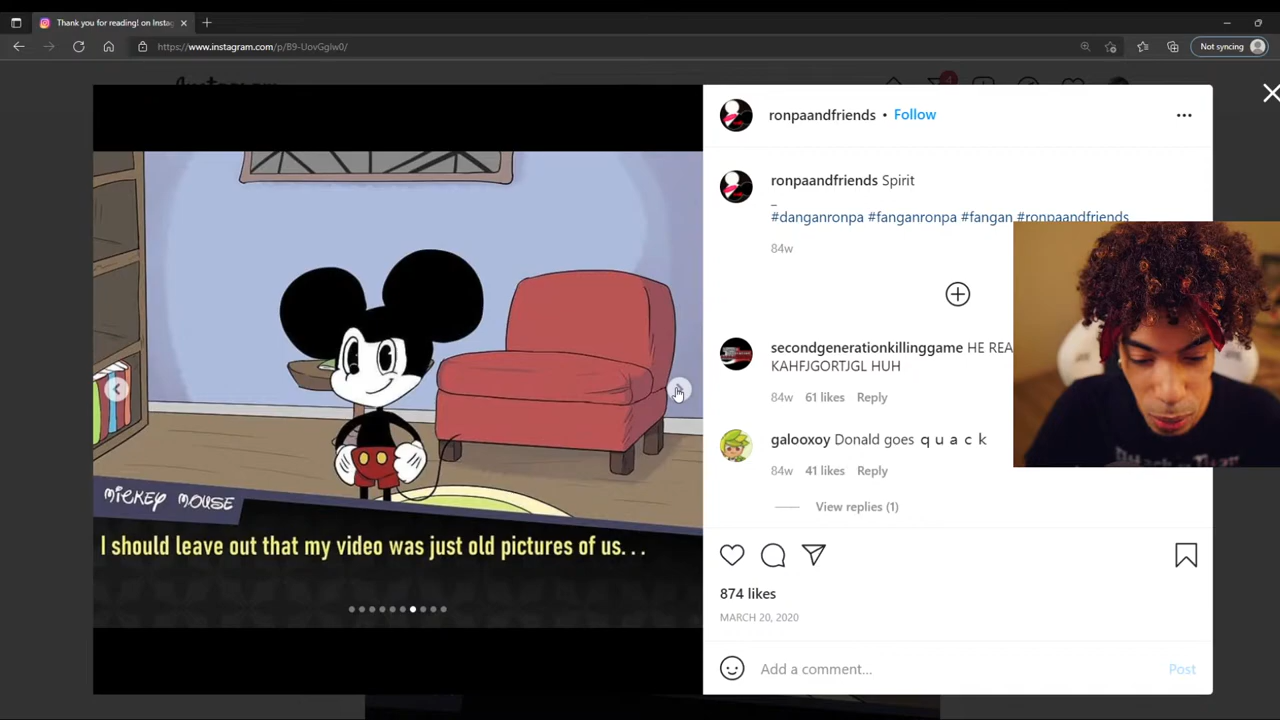 Thank you for reading! on Instag
https://www.instagram.com/p/B9-UovGglw0/
Not syncing
ronpaandfriends • Follow
ronpaandfriends Spirit
_
#danganronpa #fanganronpa #fangan #ronpaandfriends
84w
secondgenerationkillinggame HE REA
KAHFJGORTJGL HUH
84w 61 likes Reply
galooxoy Donald goes q u a c k
84w 41 likes Reply
View replies (1)
MICKEY MOUSE
I should leave out that my video was just old pictures of us...
874 likes
MARCH 20, 2020
Add a comment...
Post